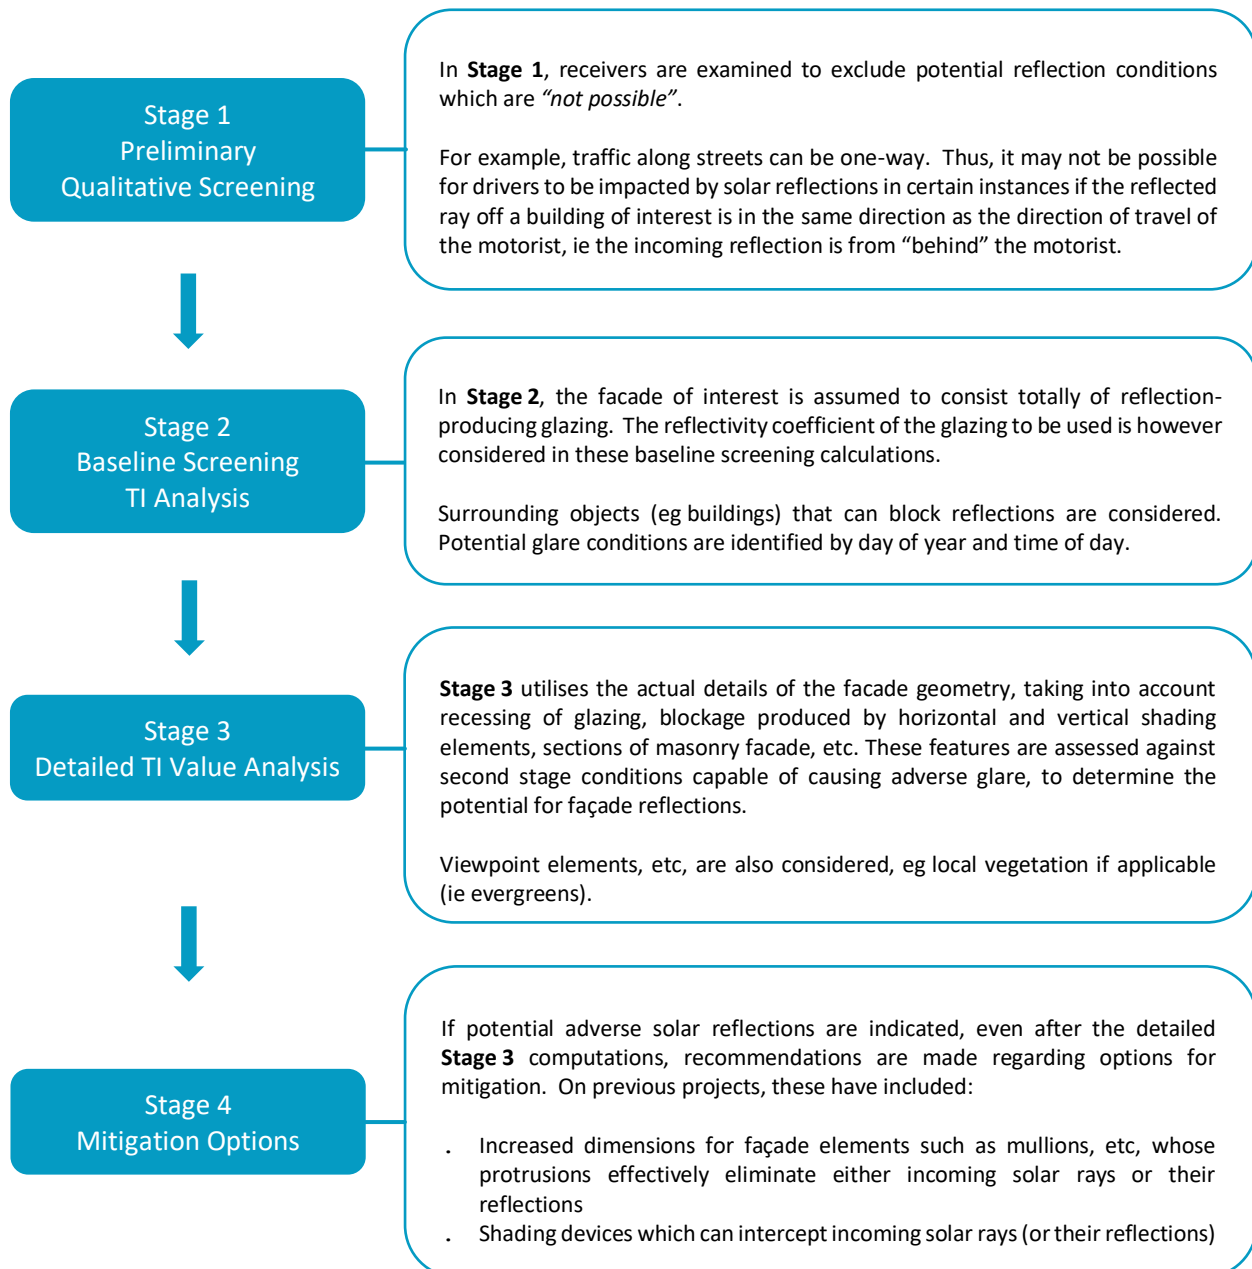 Stage 1
Preliminary
Qualitative Screening
In Stage 1, receivers are examined to exclude potential reflection conditions
which are “not possible”.
For example, traffic along streets can be one-way. Thus, it may not be possible
for drivers to be impacted by solar reflections in certain instances if the reflected
ray off a building of interest is in the same direction as the direction of travel of
the motorist, ie the incoming reflection is from “behind” the motorist.
Stage 2
Baseline Screening
TI Analysis
In Stage 2, the facade of interest is assumed to consist totally of reflection-
producing glazing. The reflectivity coefficient of the glazing to be used is however
considered in these baseline screening calculations.
Surrounding objects (eg buildings) that can block reflections are considered.
Potential glare conditions are identified by day of year and time of day.
Stage 3
Detailed TI Value Analysis
Stage 3 utilises the actual details of the facade geometry, taking into account
recessing of glazing, blockage produced by horizontal and vertical shading
elements, sections of masonry facade, etc. These features are assessed against
second stage conditions capable of causing adverse glare, to determine the
potential for façade reflections.
Viewpoint elements, etc, are also considered, eg local vegetation if applicable
(ie evergreens).
Stage 4
Mitigation Options
If potential adverse solar reflections are indicated, even after the detailed
Stage 3 computations, recommendations are made regarding options for
mitigation. On previous projects, these have included:
. Increased dimensions for façade elements such as mullions, etc, whose
protrusions effectively eliminate either incoming solar rays or their
reflections
. Shading devices which can intercept incoming solar rays (or their reflections)